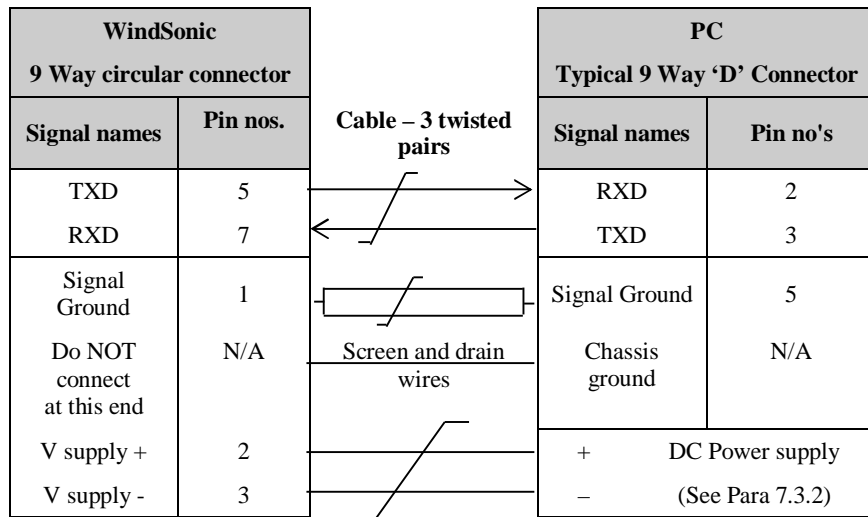 WindSonic
9 Way circular connector
Signal names
Pin nos.
Cable – 3 twisted
pairs
PC
Typical 9 Way ‘D’ Connector
Signal names
Pin no's
TXD 5 RXD 2
RXD 7 TXD 3
Signal
Ground
1
Signal Ground 5
Do NOT
connect
at this end
N/A
Screen and drain
wires
Chassis
ground
N/A
V supply + 2 + DC Power supply
V supply - 3 – (See Para 7.3.2)